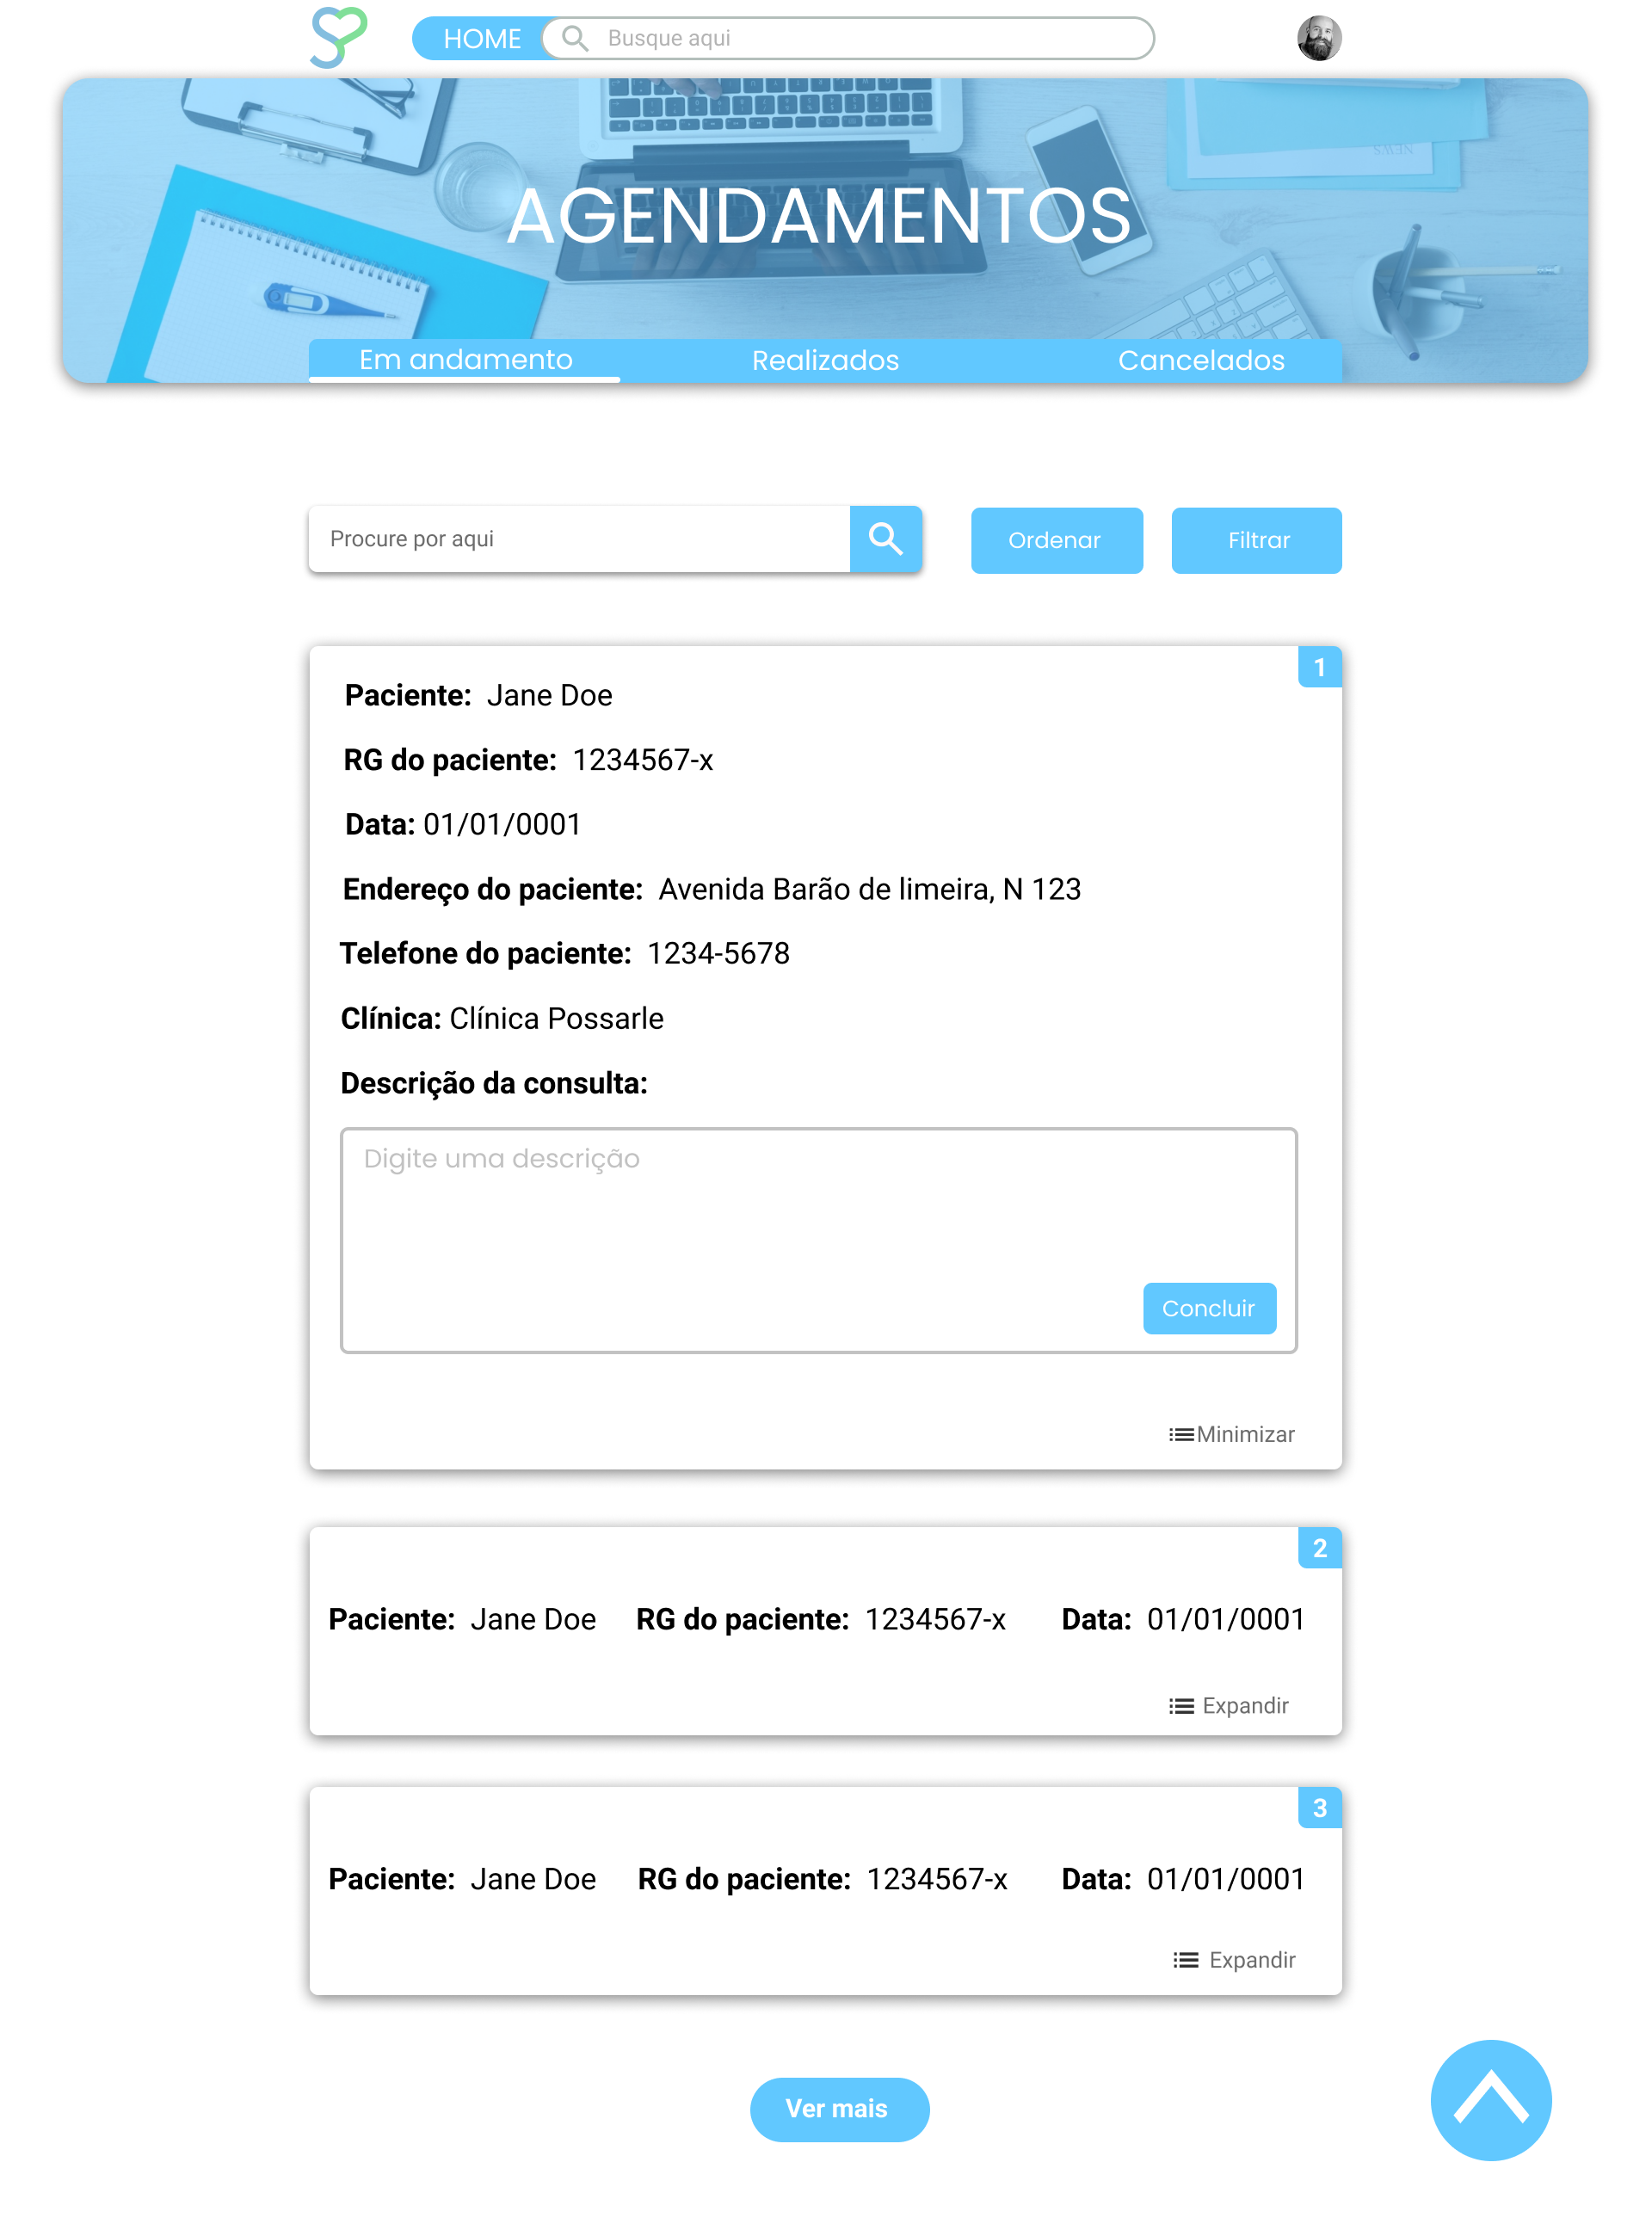 HOME
Busque aqui
AGENDAMENTOS
Em andamento
Realizados
Cancelados
Procure por aqui
Ordenar
Filtrar
1
Paciente: Jane Doe
RG do paciente: 1234567-x
Data: 01/01/0001
Endereço do paciente: Avenida Barão de limeira, N 123
Telefone do paciente: 1234-5678
Clínica: Clínica Possarle
Descrição da consulta:
Digite uma descrição
Concluir
Minimizar
2
Paciente: Jane Doe RG do paciente: 1234567-x Data: 01/01/0001
Expandir
3
Paciente: Jane Doe RG do paciente: 1234567-x Data: 01/01/0001
Expandir
Ver mais